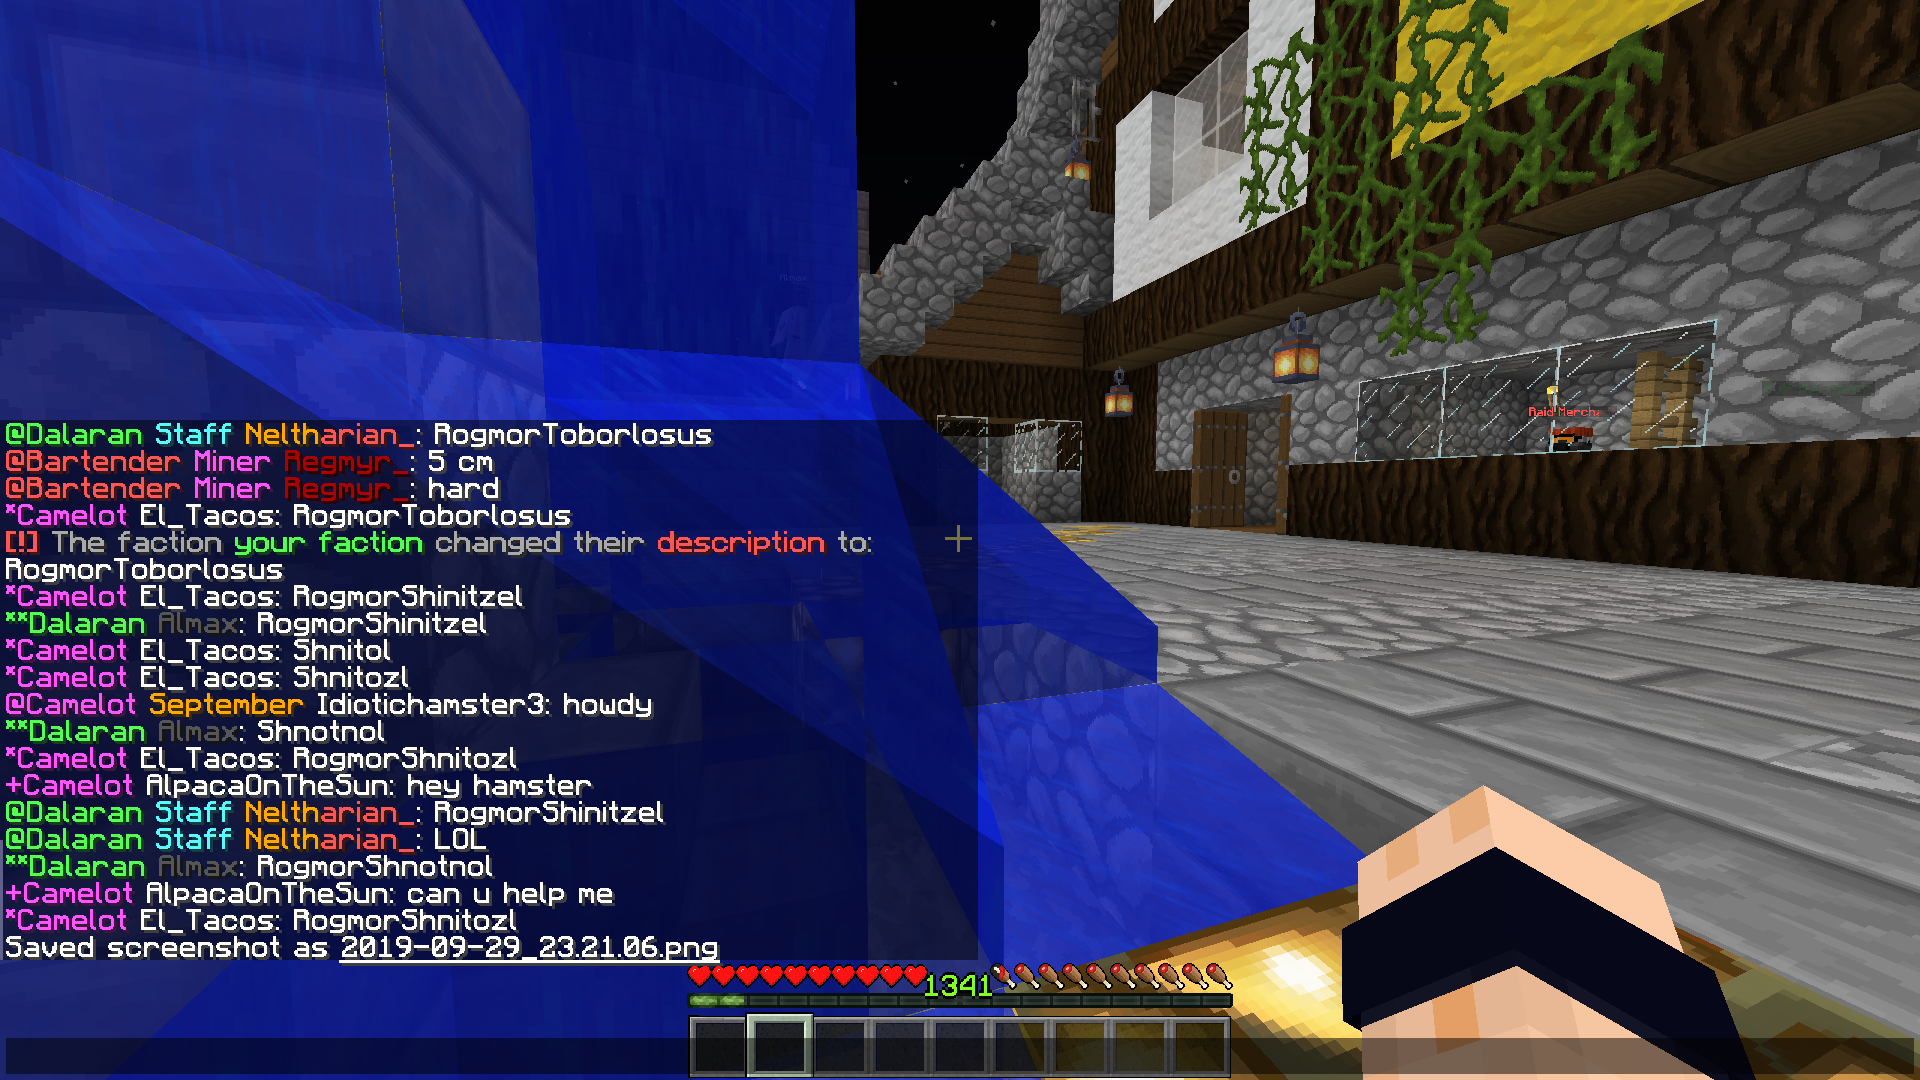 Almax
Raid Mercha
@Dalaran Staff Neltharian_: RogmorToborlosus
@Bartender Miner Regmyr_: 5 cm
@Bartender Miner Regmyr_: hard
*Camelot El_Tacos: RogmorToborlosus
[!] The faction your faction changed their description to:
RogmorToborlosus
*Camelot El_Tacos: RogmorShinitzel
**Dalaran Almax: RogmorShinitzel
*Camelot El_Tacos: Shnitol
*Camelot El_Tacos: Shnitozl
@Camelot September Idiotichamster3: howdy
**Dalaran Almax: Shnotnol
*Camelot El_Tacos: RogmorShnitozl
+Camelot AlpacaOnTheSun: hey hamster
@Dalaran Staff Neltharian_: RogmorShinitzel
@Dalaran Staff Neltharian_: LOL
**Dalaran Almax: RogmorShnotnol
+Camelot AlpacaOnTheSun: can u help me
*Camelot El_Tacos: RogmorShnitozl
Saved screenshot as 2019-09-29_23.21.06.png
1341